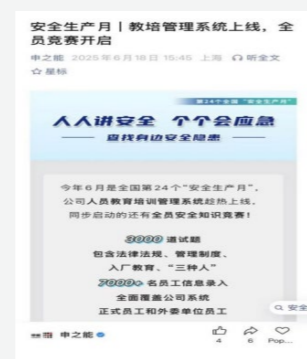 安全生产月 | 教培管理系统上线，全
员竞赛开启
申之能 2025年6月18日 15:45 上海 听全文
星标
第24个全国“安全生产月”
人人讲安全 个个会应急
查找身边安全隐患
今年6月是全国第24个“安全生产月”，
公司人员教育培训管理系统趁热上线，
同步启动的还有全员安全知识竞赛！
8000 道试题
包含法律法规、管理制度、
入厂教育、“三种人”
7000+ 名员工信息录入
全面覆盖公司系统
正式员工和外委单位员工
安全
申之能
4 6 Pop...